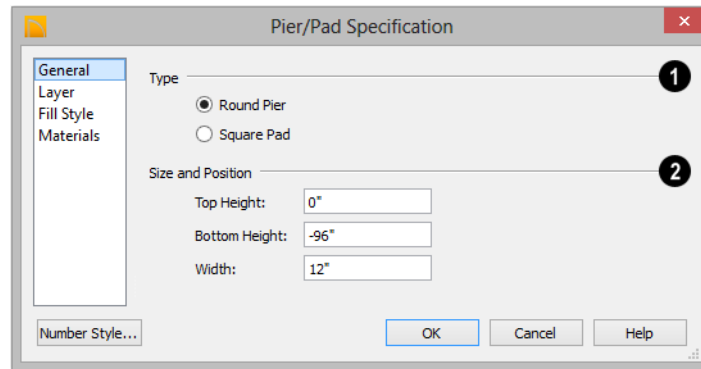 Pier/Pad Specification
General
Layer
Fill Style
Materials
Type
1
Round Pier
Square Pad
Size and Position
2
Top Height: 0"
Bottom Height: -96"
Width: 12"
Number Style...
OK Cancel Help